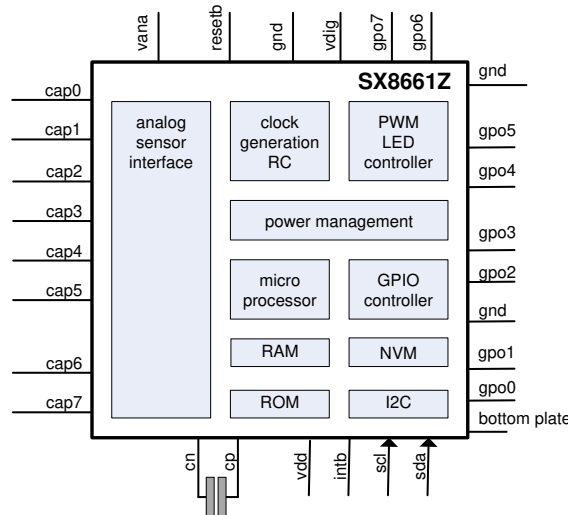 vana
resetb
gnd
vdig
gpo7
gpo6
SX8661Z
gnd
cap0
cap1
cap2
cap3
cap4
cap5
cap6
cap7
analog
sensor
interface
clock
generation
RC
PWM
LED
controller
power management
micro
processor
GPIO
controller
RAM
NVM
ROM
I2C
gpo5
gpo4
gpo3
gpo2
gnd
gpo1
gpo0
bottom plate
cn
cp
vdd
intb
scl
sda